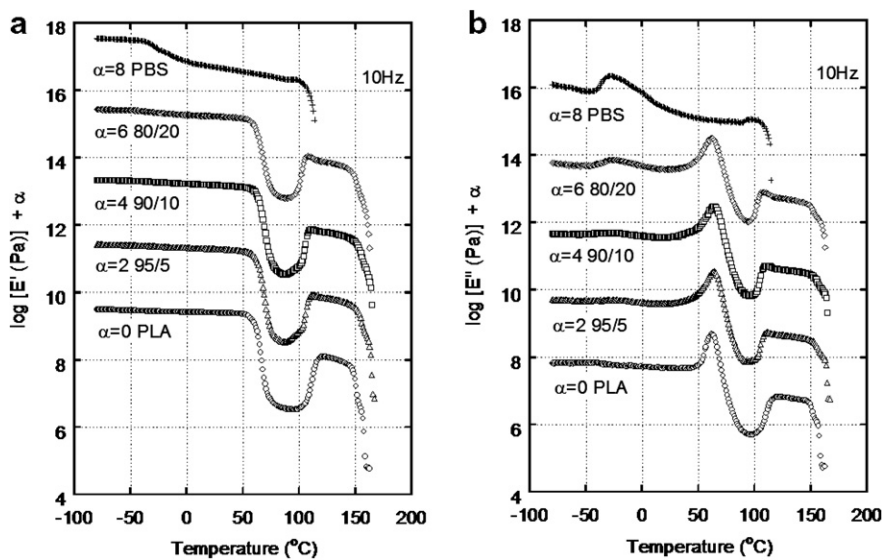 a
18
16
14
12
10
8
6
4
log [E' (Pa)] + α
α=8 PBS
10Hz
α=6 80/20
α=4 90/10
α=2 95/5
α=0 PLA
-100 -50 0 50 100 150 200
Temperature (°C)
b
18
16
14
12
10
8
6
4
log [E'' (Pa)] + α
10Hz
α=8 PBS
α=6 80/20
α=4 90/10
α=2 95/5
α=0 PLA
-100 -50 0 50 100 150 200
Temperature (°C)